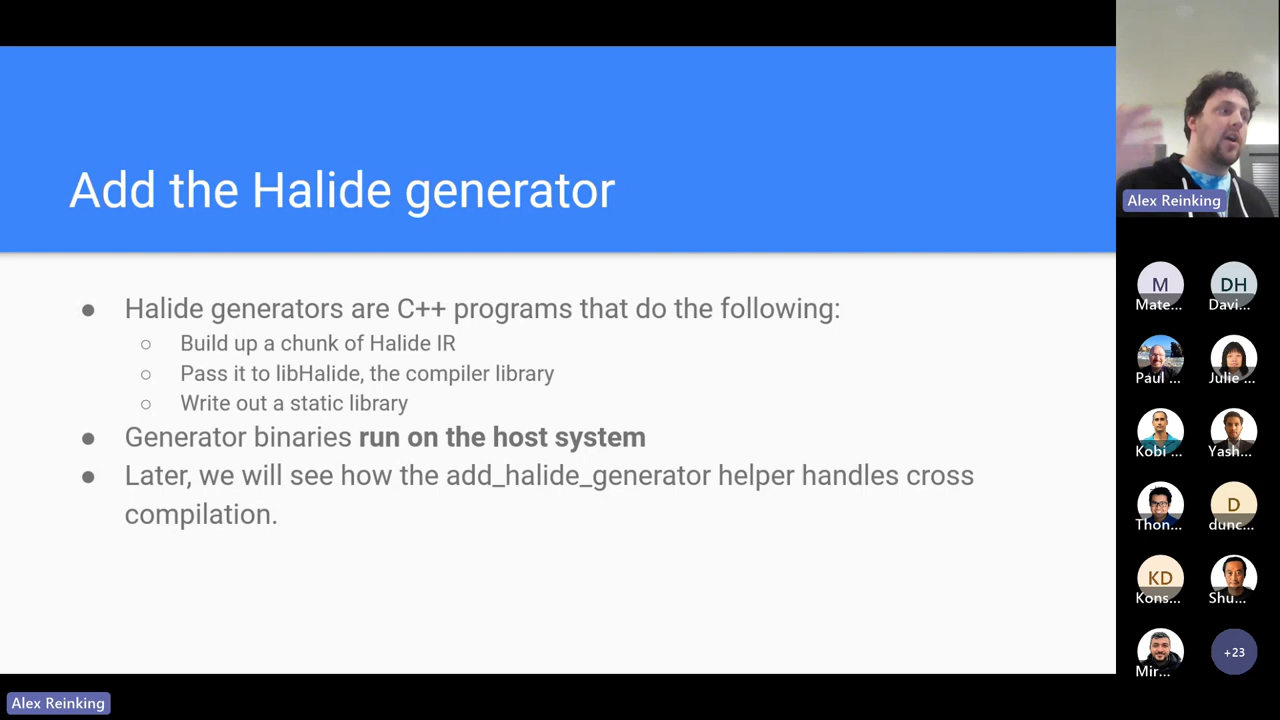 Add the Halide generator
● Halide generators are C++ programs that do the following:
○ Build up a chunk of Halide IR
○ Pass it to libHalide, the compiler library
○ Write out a static library
● Generator binaries run on the host system
● Later, we will see how the add_halide_generator helper handles cross
compilation.
Alex Reinking
M DH
Mate... Davi...
Paul ... Julie ...
Kobi ... Yash...
D
Thon... dunc...
KD
Kons... Shu...
Mir... +23
Alex Reinking